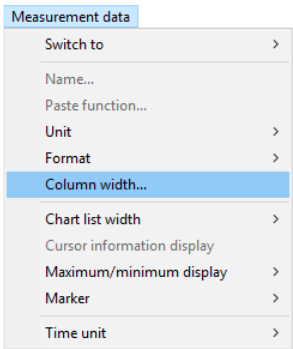 Measurement data
Switch to
Name...
Paste function...
Unit
Format
Column width...
Chart list width
Cursor information display
Maximum/minimum display
Marker
Time unit